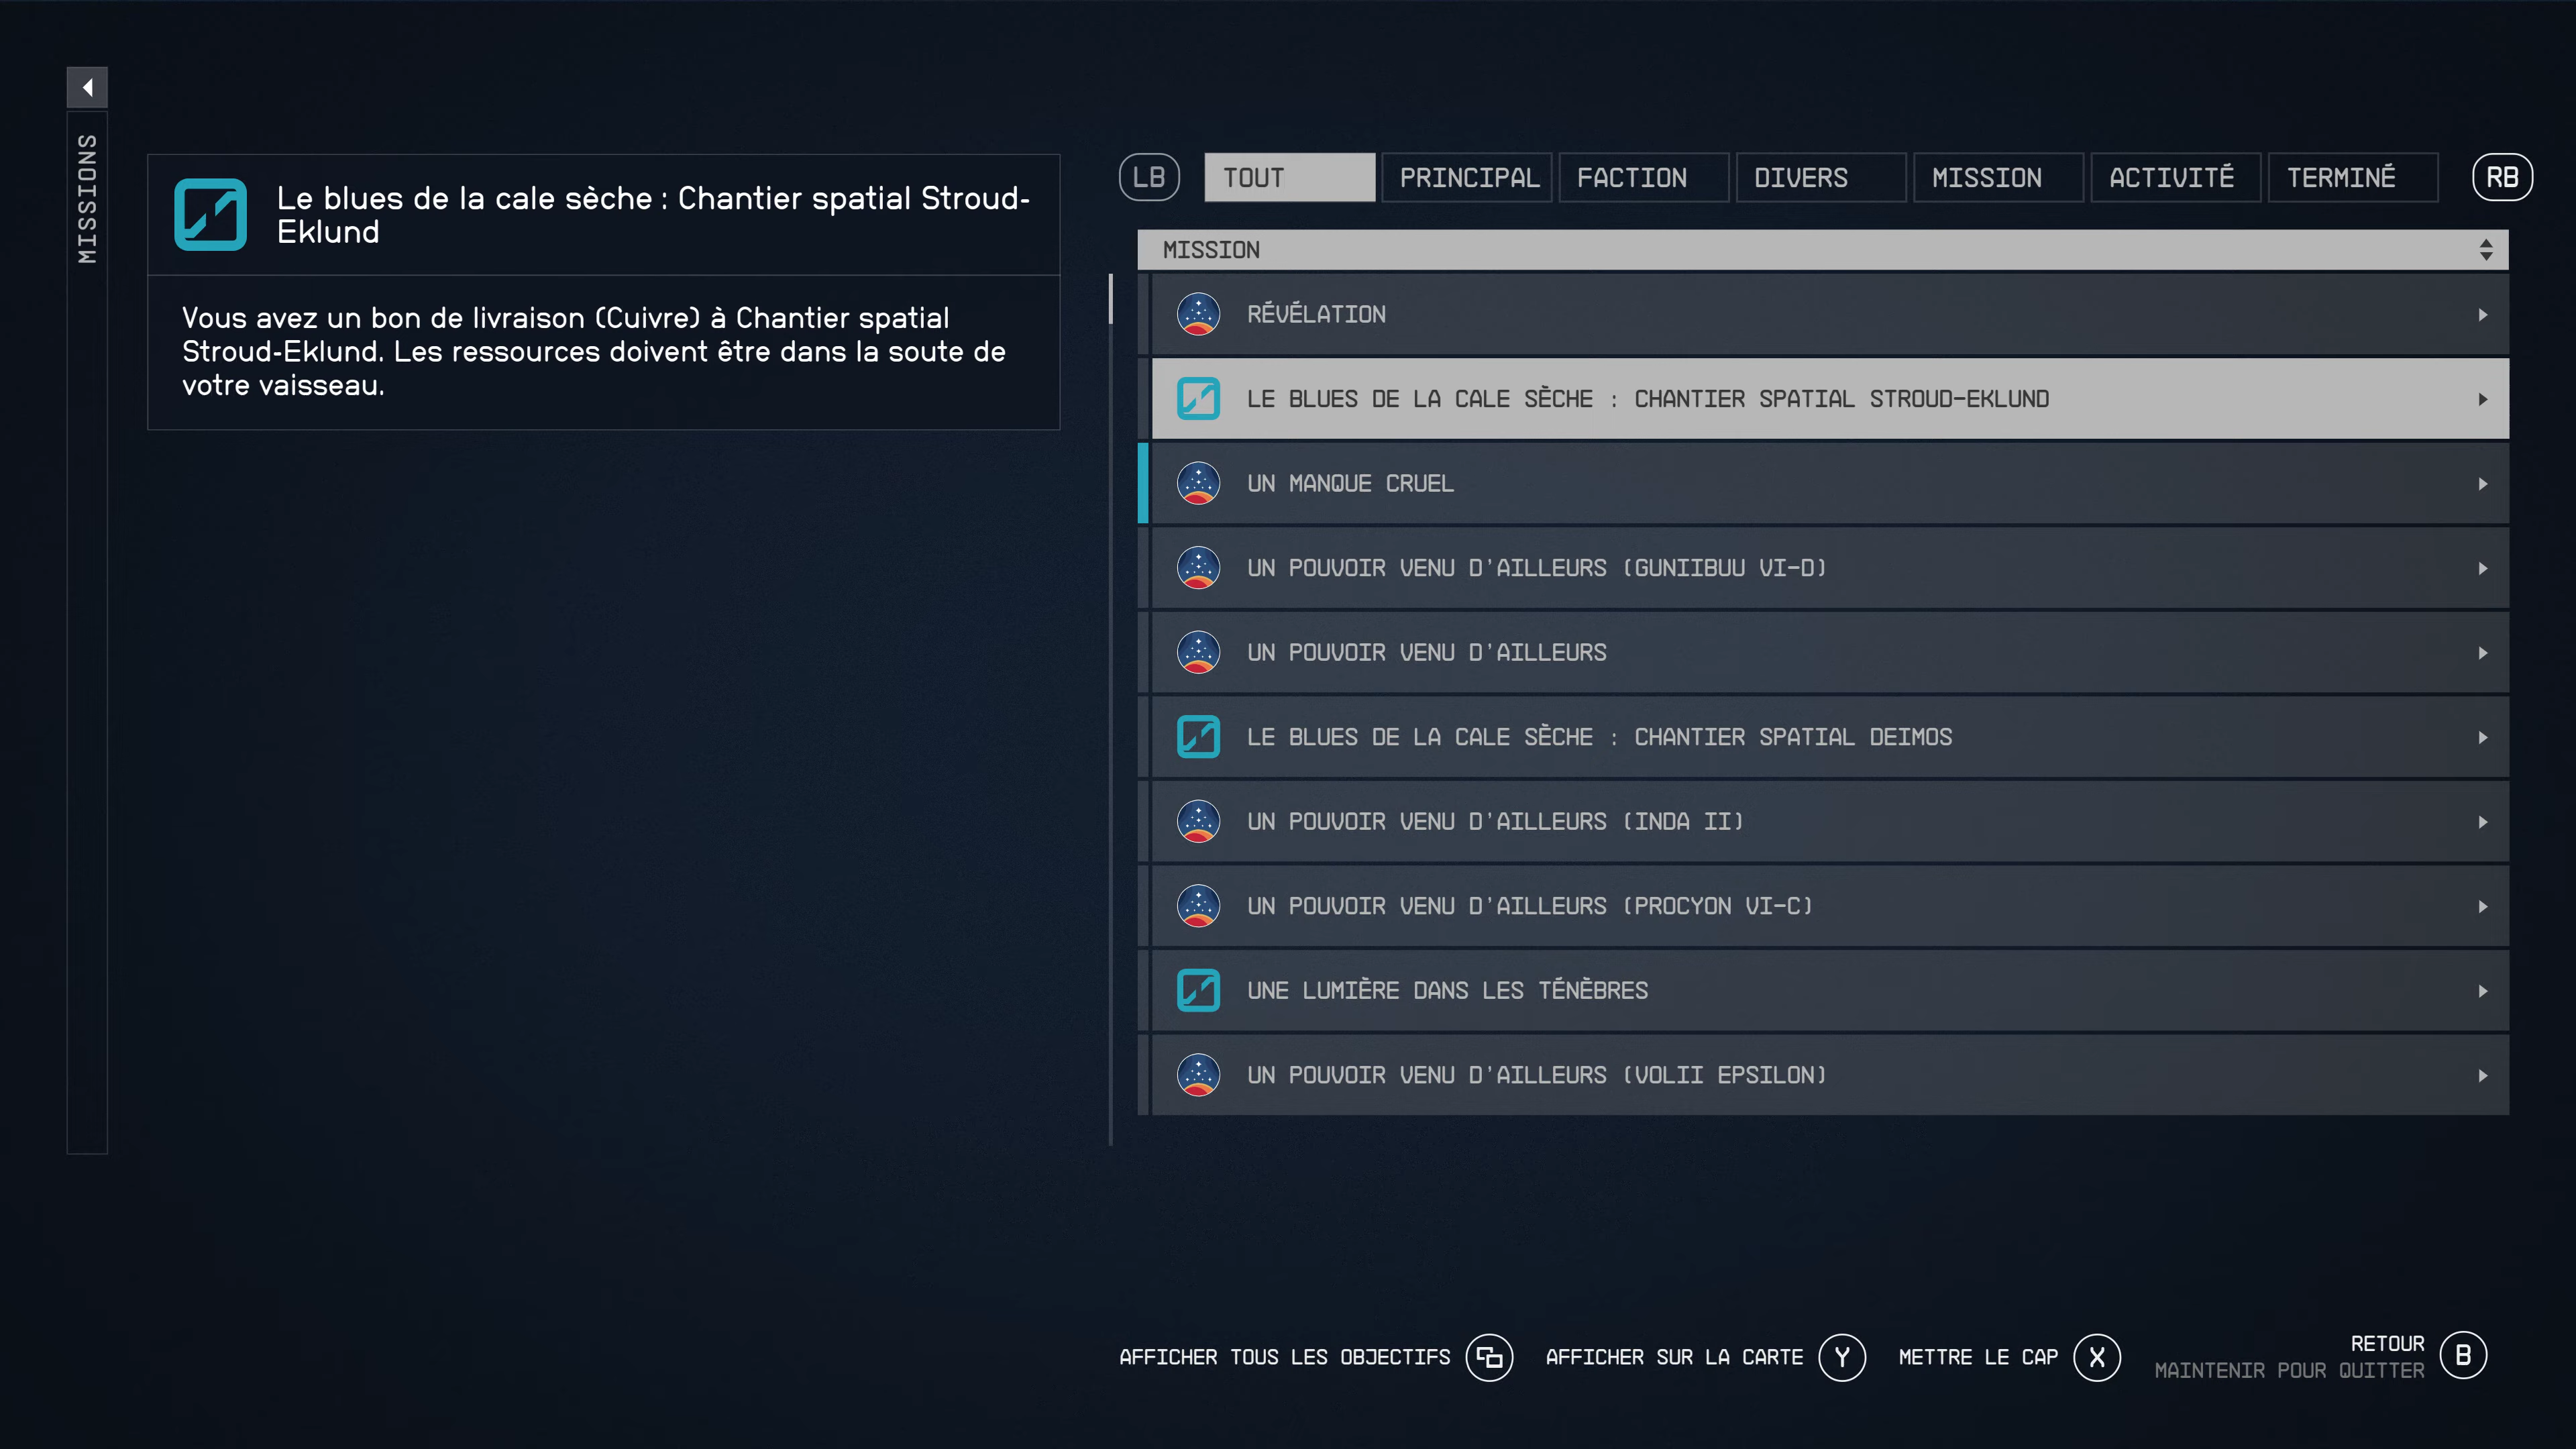 MISSIONS
Le blues de la cale sèche : Chantier spatial Stroud-
Eklund
Vous avez un bon de livraison (Cuivre) à Chantier spatial
Stroud-Eklund. Les ressources doivent être dans la soute de
votre vaisseau.
LB TOUT PRINCIPAL FACTION DIVERS MISSION ACTIVITÉ TERMINÉ RB
MISSION
RÉVÉLATION
LE BLUES DE LA CALE SÈCHE : CHANTIER SPATIAL STROUD-EKLUND
UN MANQUE CRUEL
UN POUVOIR VENU D'AILLEURS (GUNIIBUU VI-D)
UN POUVOIR VENU D'AILLEURS
LE BLUES DE LA CALE SÈCHE : CHANTIER SPATIAL DEIMOS
UN POUVOIR VENU D'AILLEURS (INDA II)
UN POUVOIR VENU D'AILLEURS (PROCYON VI-C)
UNE LUMIÈRE DANS LES TÉNÈBRES
UN POUVOIR VENU D'AILLEURS (VOLII EPSILON)
AFFICHER TOUS LES OBJECTIFS AFFICHER SUR LA CARTE Y METTRE LE CAP X RETOUR B
MAINTENIR POUR QUITTER